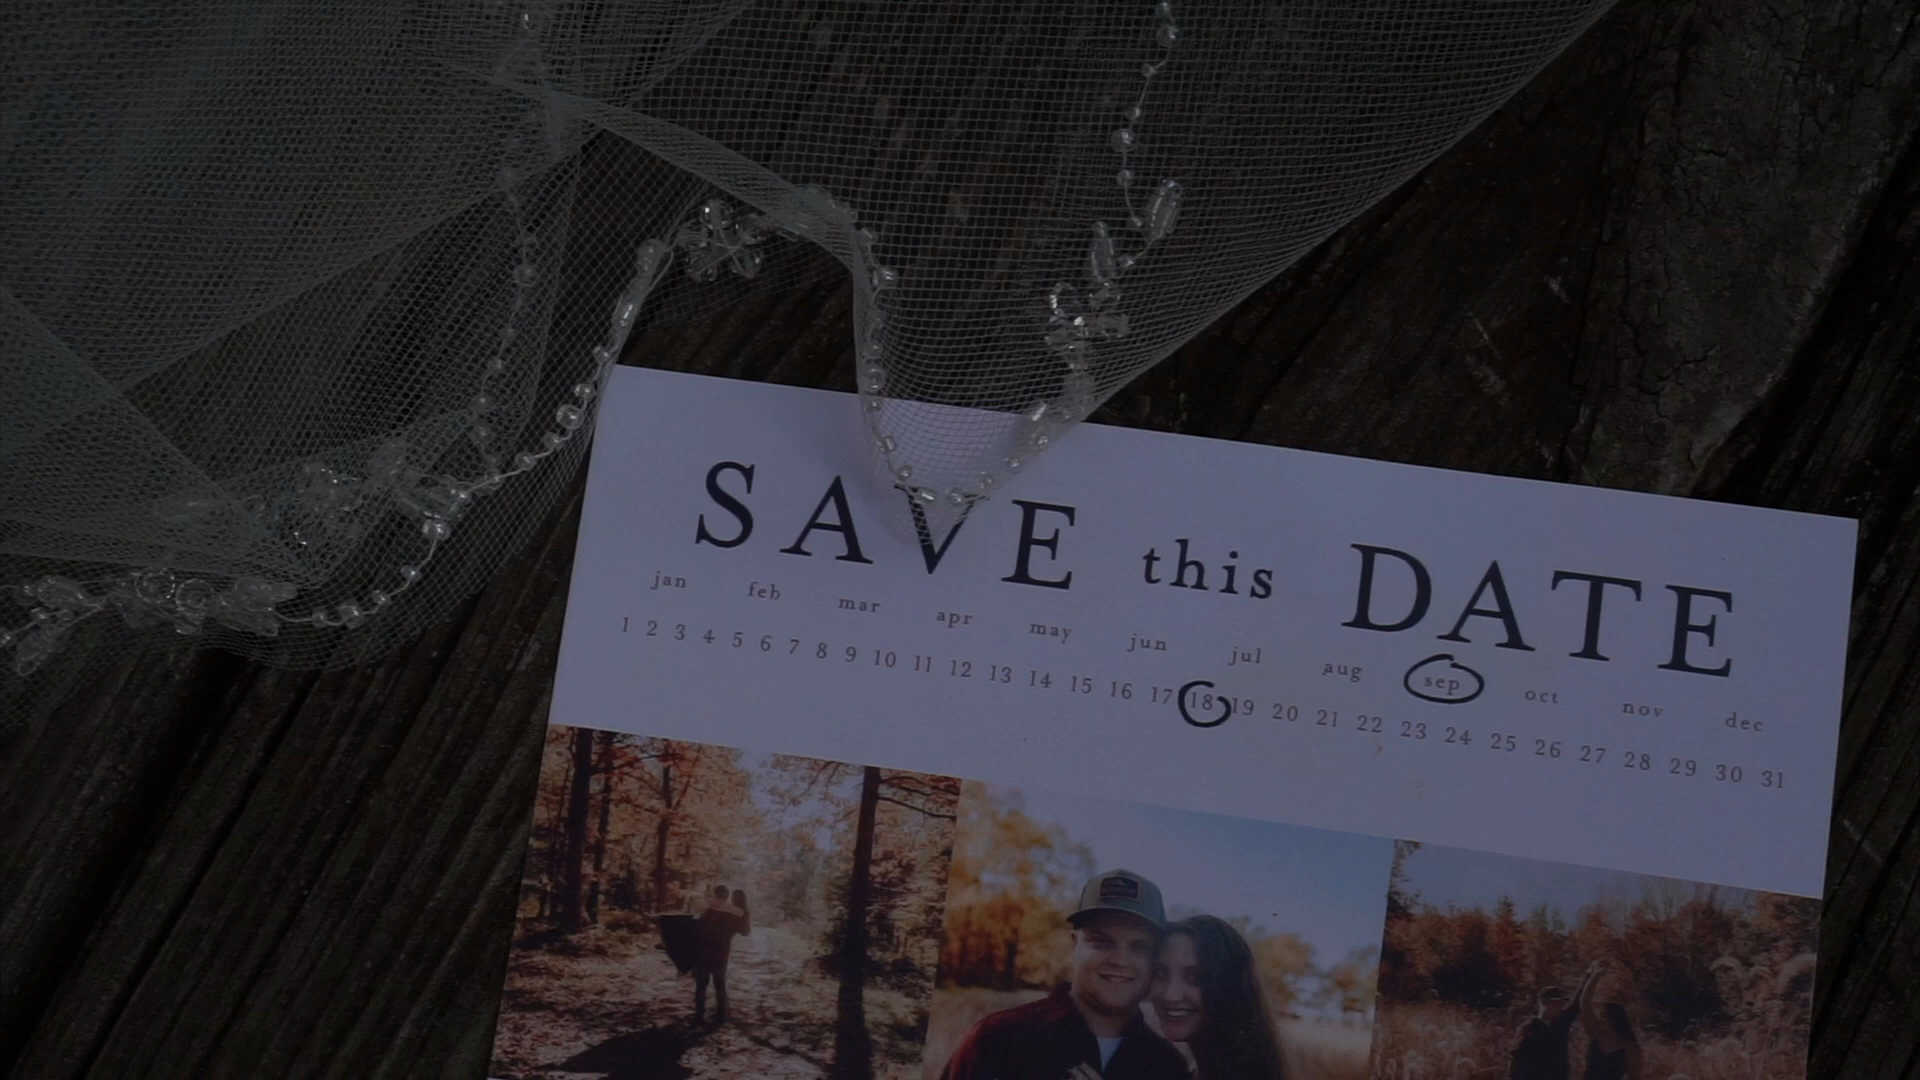 SAVE this DATE
jan feb mar apr may jun jul aug sep oct nov dec
1 2 3 4 5 6 7 8 9 10 11 12 13 14 15 16 17 18 19 20 21 22 23 24 25 26 27 28 29 30 31